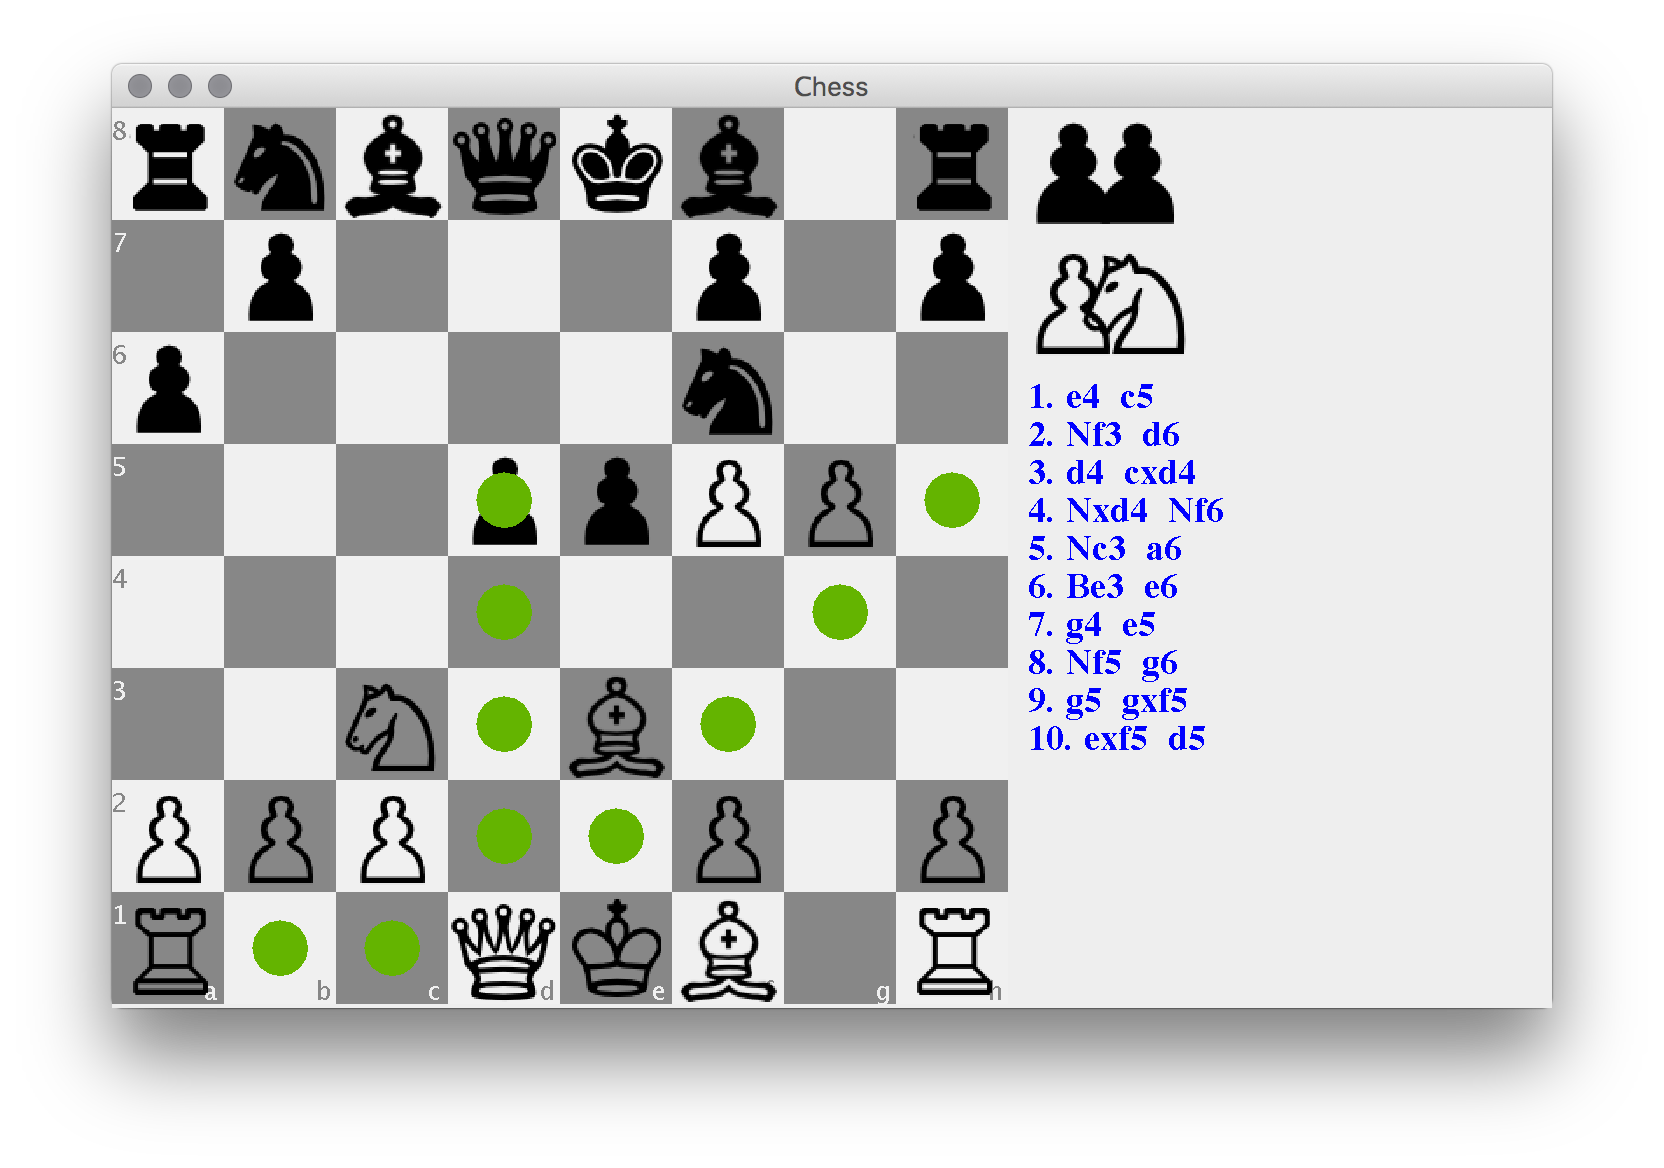 Chess
8
7
6
5
4
3
2
1
a b c d e g h
1. e4 c5
2. Nf3 d6
3. d4 cxd4
4. Nxd4 Nf6
5. Nc3 a6
6. Be3 e6
7. g4 e5
8. Nf5 g6
9. g5 gxf5
10. exf5 d5